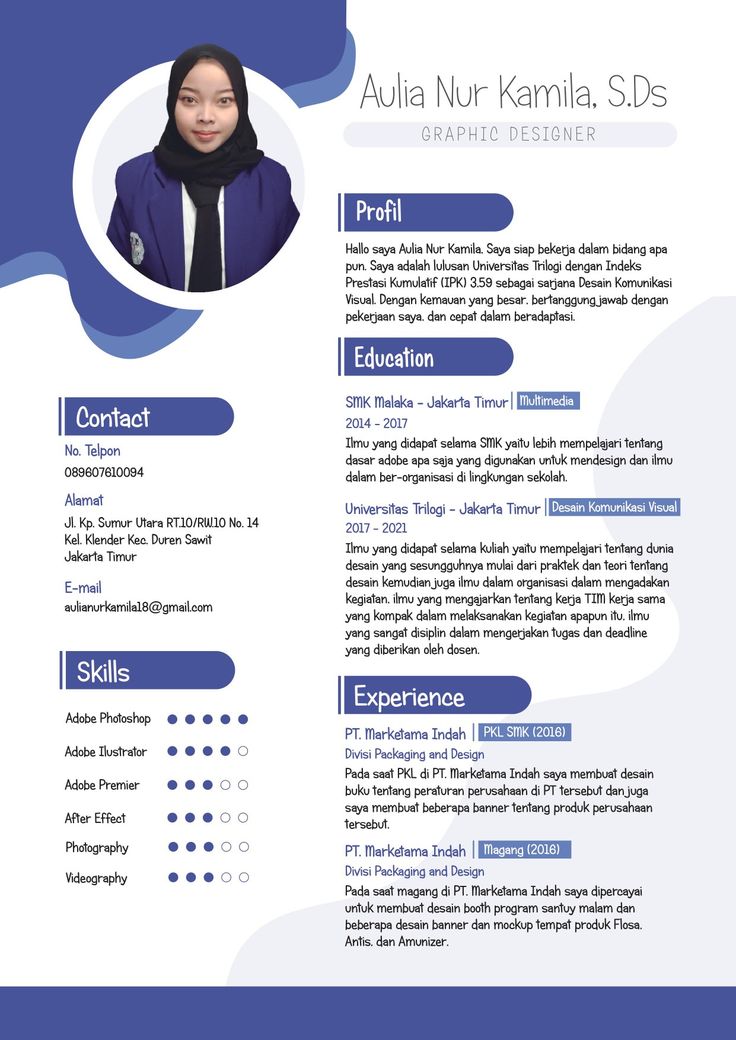 Aulia Nur Kamila, S.Ds
GRAPHIC DESIGNER
Profil
Hallo saya Aulia Nur Kamila. Saya siap bekerja dalam bidang apa
pun. Saya adalah lulusan Universitas Trilogi dengan Indeks
Prestasi Kumulatif (IPK) 3.59 sebagai sarjana Desain Komunikasi
Visual. Dengan kemauan yang besar. bertanggung jawab dengan
pekerjaan saya. dan cepat dalam beradaptasi.
Education
SMK Malaka - Jakarta Timur | Multimedia
2014 - 2017
Ilmu yang didapat selama SMK yaitu lebih mempelajari tentang
dasar adobe apa saja yang digunakan untuk mendesign dan ilmu
dalam ber-organisasi di lingkungan sekolah.
Universitas Trilogi - Jakarta Timur | Desain Komunikasi Visual
2017 - 2021
Ilmu yang didapat selama kuliah yaitu mempelajari tentang dunia
desain yang sesungguhnya mulai dari praktek dan teori tentang
desain kemudian juga ilmu dalam organisasi dalam mengadakan
kegiatan. ilmu yang mengajarkan tentang kerja TIM kerja sama
yang kompak dalam melaksanakan kegiatan apapun itu. ilmu
yang sangat disiplin dalam mengerjakan tugas dan deadline
yang diberikan oleh dosen.
Experience
PT. Marketama Indah | PKL SMK (2016)
Divisi Packaging and Design
Pada saat PKL di PT. Marketama Indah saya membuat desain
buku tentang peraturan perusahaan di PT tersebut dan juga
saya membuat beberapa banner tentang produk perusahaan
tersebut.
PT. Marketama Indah | Magang (2016)
Divisi Packaging and Design
Pada saat magang di PT. Marketama Indah saya dipercayai
untuk membuat desain booth program santuy malam dan
beberapa desain banner dan mockup tempat produk Flosa.
Antis. dan Amunizer.
Contact
No. Telpon
089607610094
Alamat
Jl. Kp. Sumur Utara RT.10/RW.10 No. 14
Kel. Klender Kec. Duren Sawit
Jakarta Timur
E-mail
aulianurkamila18@gmail.com
Skills
Adobe Photoshop
Adobe Ilustrator
Adobe Premier
After Effect
Photography
Videography